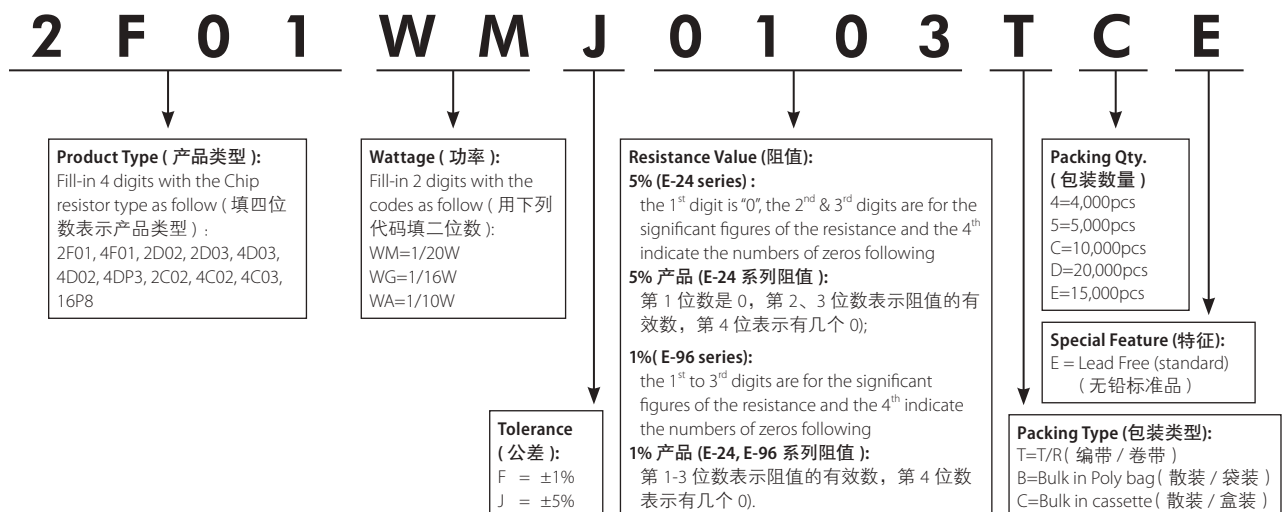 2F01 WM J 0103 T C E
Product Type ( 产品类型 ):
Fill-in 4 digits with the Chip
resistor type as follow ( 填四位
数表示产品类型 ) :
2F01, 4F01, 2D02, 2D03, 4D03,
4D02, 4DP3, 2C02, 4C02, 4C03,
16P8
Wattage ( 功率 ):
Fill-in 2 digits with the
codes as follow ( 用下列
代码填二位数 ):
WM=1/20W
WG=1/16W
WA=1/10W
Tolerance
( 公差 ):
F = ±1%
J = ±5%
Resistance Value (阻值):
5% (E-24 series) :
the 1st digit is "0", the 2nd & 3rd digits are for the
significant figures of the resistance and the 4th
indicate the numbers of zeros following
5% 产品 (E-24 系列阻值 ):
第 1 位数是 0，第 2、3 位数表示阻值的有
效数，第 4 位表示有几个 0);
1%( E-96 series):
the 1st to 3rd digits are for the significant
figures of the resistance and the 4th indicate
the numbers of zeros following
1% 产品 (E-24, E-96 系列阻值 ):
第 1-3 位数表示阻值的有效数，第 4 位数
表示有几个 0).
Packing Qty.
( 包装数量 )
4=4,000pcs
5=5,000pcs
C=10,000pcs
D=20,000pcs
E=15,000pcs
Special Feature (特征):
E = Lead Free (standard)
( 无铅标准品 )
Packing Type (包装类型):
T=T/R( 编带 / 卷带 )
B=Bulk in Poly bag( 散装 / 袋装 )
C=Bulk in cassette( 散装 / 盒装 )